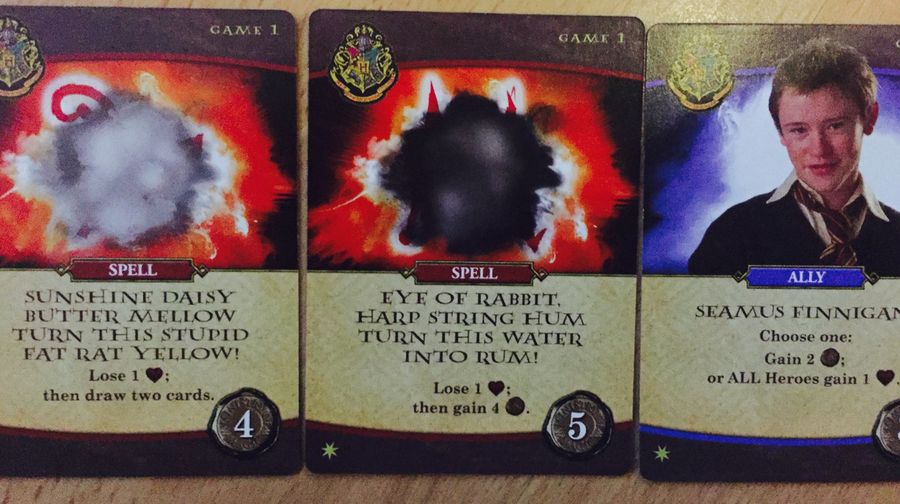 GAME 1
SPELL
SUNSHINE DAISY
BUTTER MELLOW
TURN THIS STUPID
FAT RAT YELLOW!
Lose 1 ;
then draw two cards.
4
GAME 1
SPELL
EYE OF RABBIT,
HARP STRING HUM
TURN THIS WATER
INTO RUM!
Lose 1 ;
then gain 4 .
5
ALLY
SEAMUS FINNIGAN
Choose one:
Gain 2 ;
or ALL Heroes gain 1 .